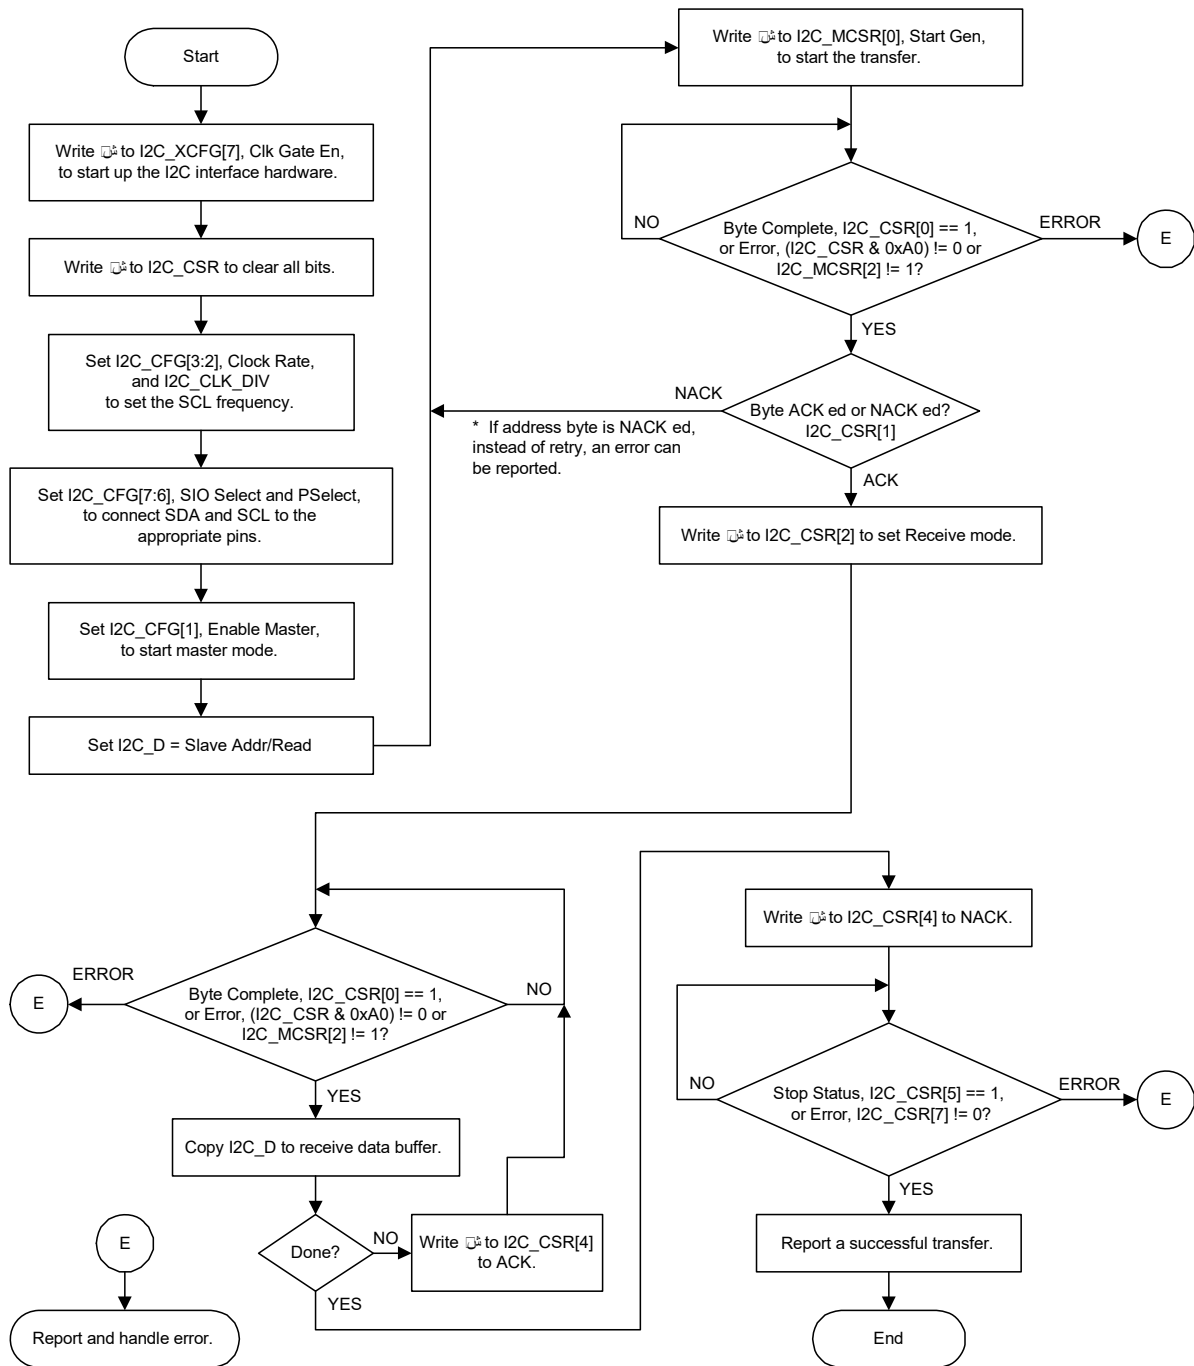 Start
Write to I2C_XCFG[7], Clk Gate En,
to start up the I2C interface hardware.
Write to I2C_CSR to clear all bits.
Set I2C_CFG[3:2], Clock Rate,
and I2C_CLK_DIV
to set the SCL frequency.
Set I2C_CFG[7:6], SIO Select and PSelect,
to connect SDA and SCL to the
appropriate pins.
Set I2C_CFG[1], Enable Master,
to start master mode.
Set I2C_D = Slave Addr/Read
Write to I2C_MCSR[0], Start Gen,
to start the transfer.
NO
Byte Complete, I2C_CSR[0] == 1,
or Error, (I2C_CSR & 0xA0) != 0 or
I2C_MCSR[2] != 1?
ERROR
E
YES
NACK
Byte ACK ed or NACK ed?
I2C_CSR[1]
* If address byte is NACK ed,
instead of retry, an error can
be reported.
ACK
Write to I2C_CSR[2] to set Receive mode.
E
ERROR
Byte Complete, I2C_CSR[0] == 1,
or Error, (I2C_CSR & 0xA0) != 0 or
I2C_MCSR[2] != 1?
NO
YES
Copy I2C_D to receive data buffer.
Done?
NO
Write to I2C_CSR[4]
to ACK.
YES
E
Report and handle error.
Write to I2C_CSR[4] to NACK.
NO
Stop Status, I2C_CSR[5] == 1,
or Error, I2C_CSR[7] != 0?
ERROR
E
YES
Report a successful transfer.
End